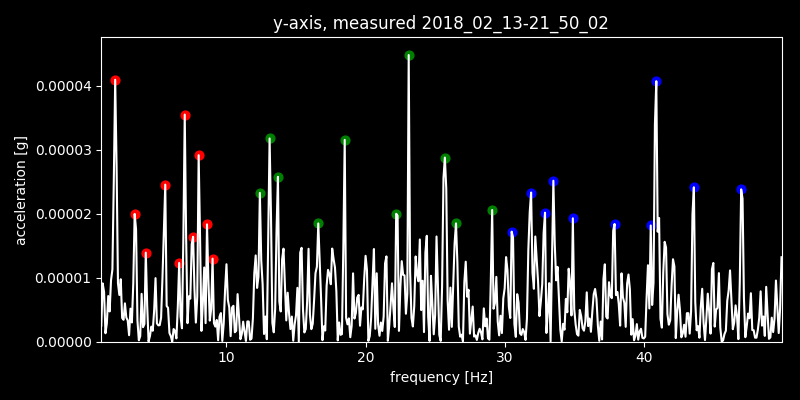 y-axis, measured 2018_02_13-21_50_02
acceleration [g]
0.00004
0.00003
0.00002
0.00001
0.00000
10 20 30 40
frequency [Hz]